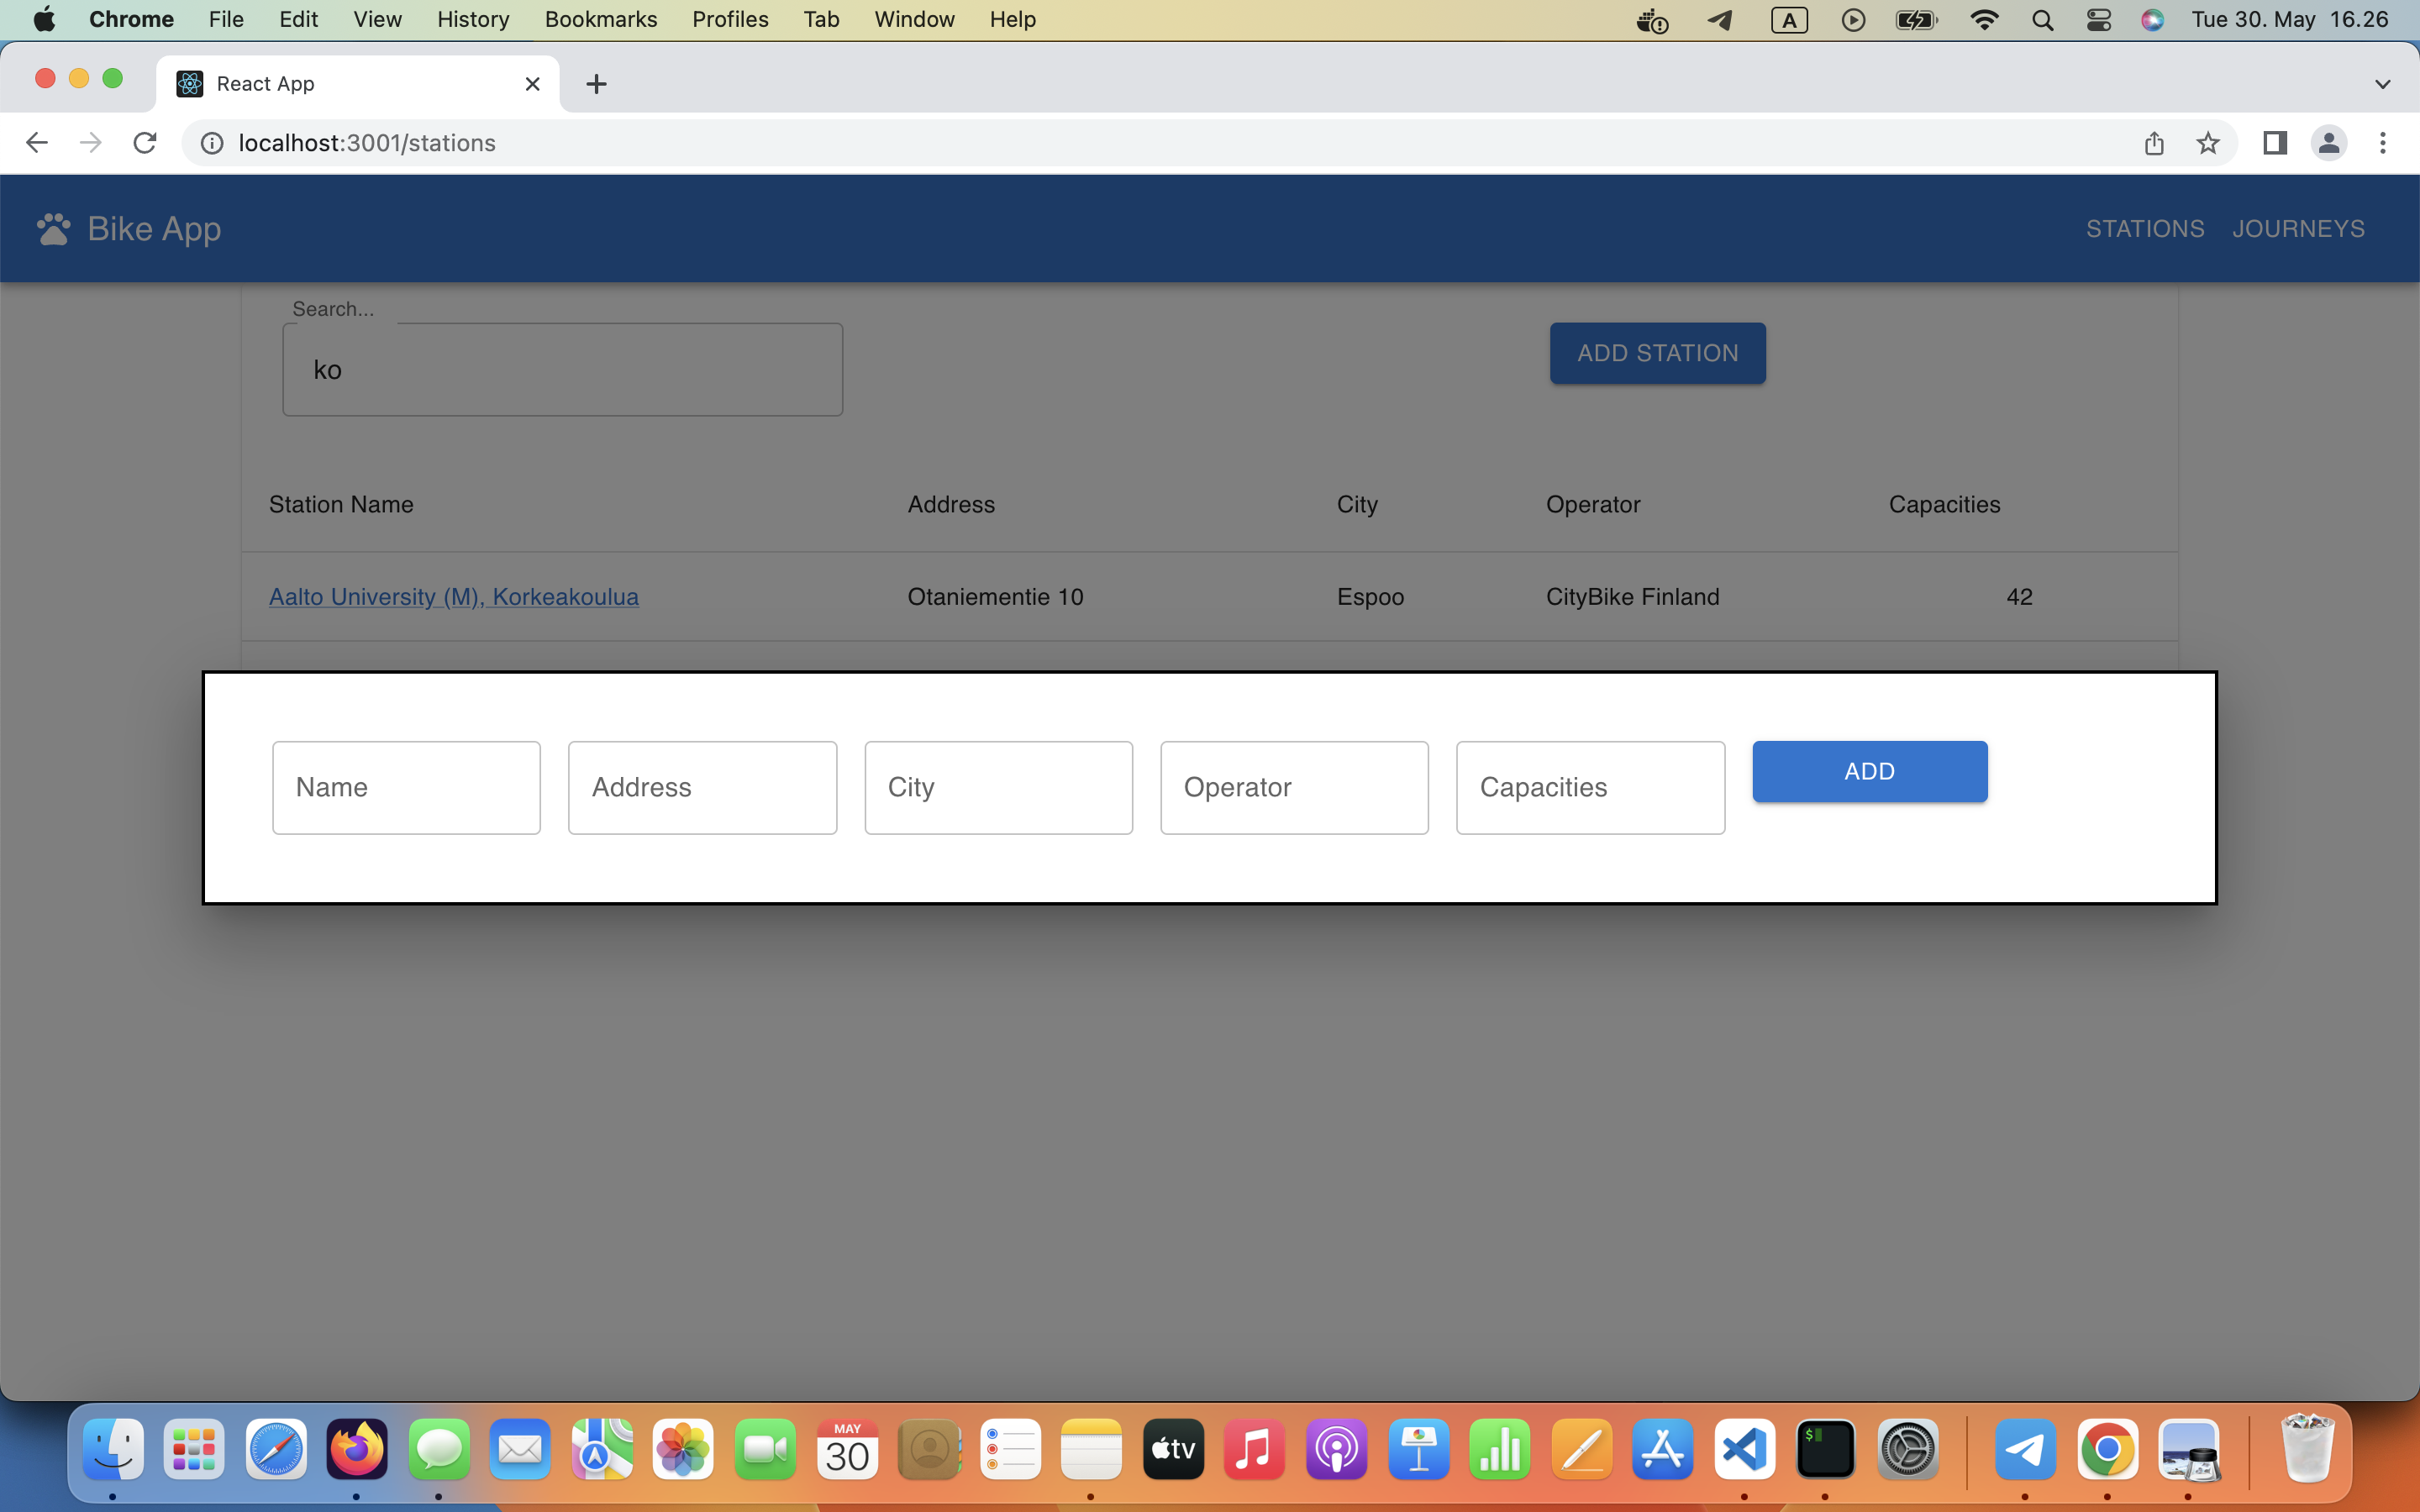 Chrome File Edit View History Bookmarks Profiles Tab Window Help A Tue 30. May 16.26
React App
localhost:3001/stations
Bike App STATIONS JOURNEYS
Search...
ko ADD STATION
Station Name Address City Operator Capacities
Aalto University (M), Korkeakoulua Otaniementie 10 Espoo CityBike Finland 42
Name Address City Operator Capacities ADD
MAY
30
tv
$